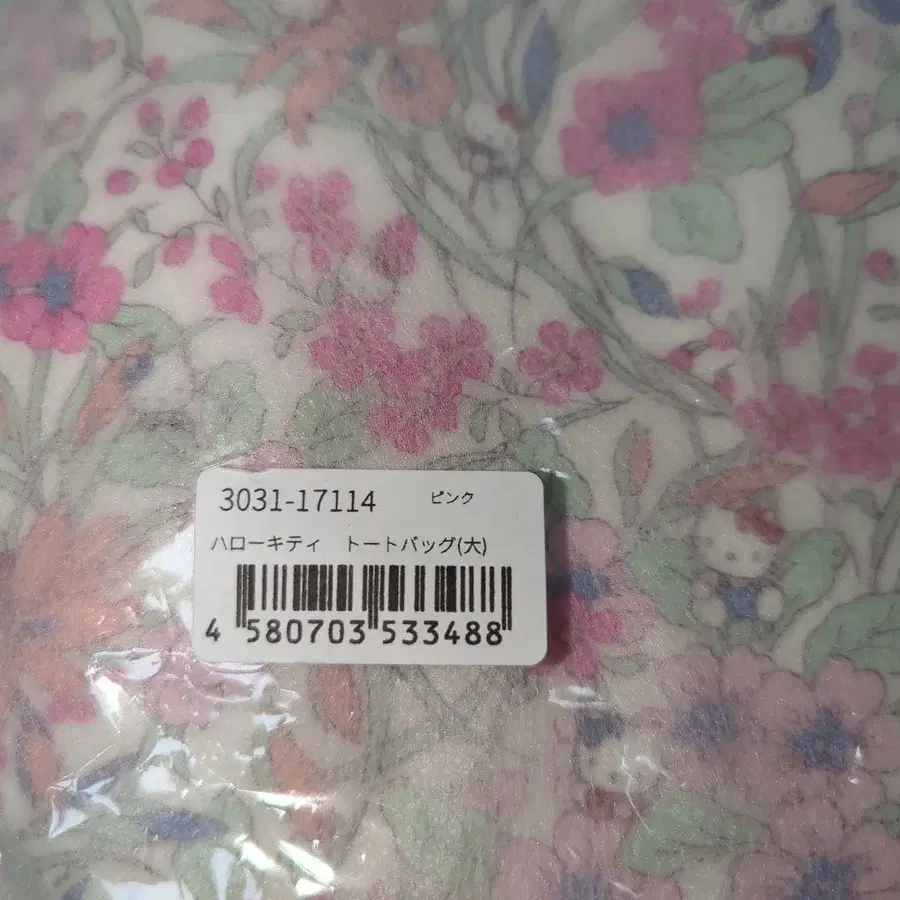 3031-17114 ピンク
ハローキティ トートバッグ(大)
4 580703 533488